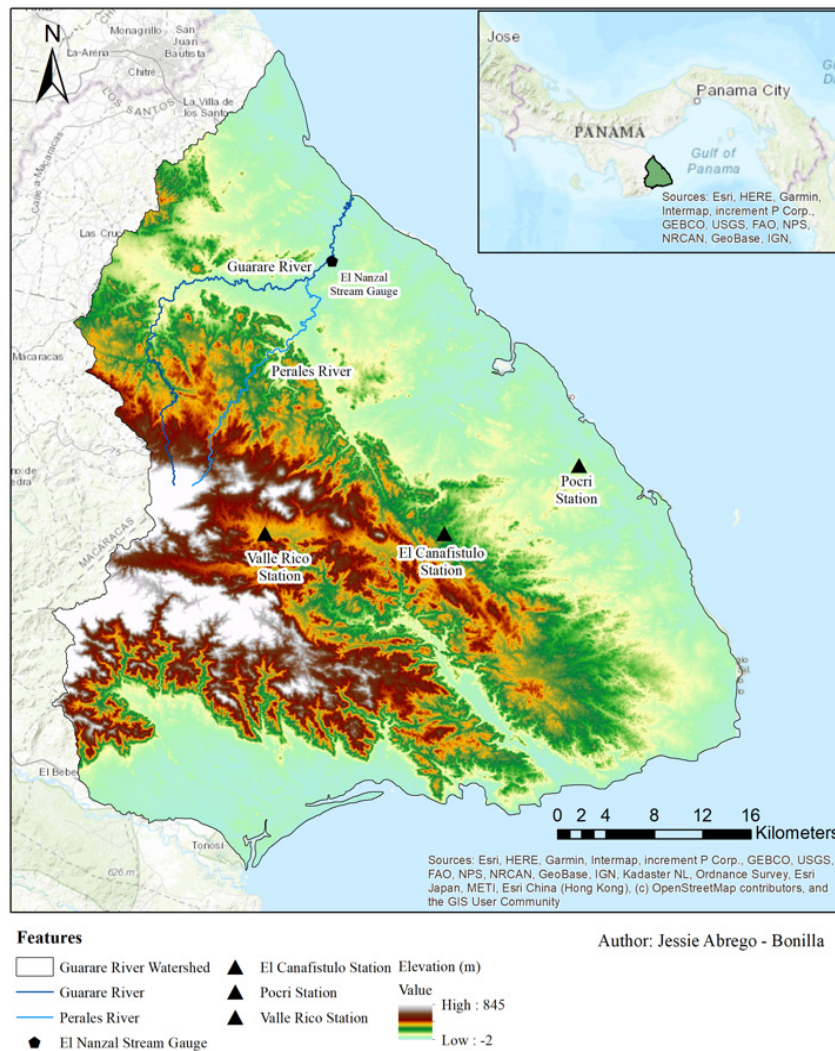 N
Monagrillo
San Juan Bautista
La-Arena
Chitré
La Villa de los Santos
LOS SANTOS
Calle a Macaracas
Las Cruc
Guarare River
El Nanzal
Stream Gauge
Perales River
Macaracas
MACARACAS
Pocri
Station
Valle Rico
Station
El Canafistulo
Station
El Bebe
Tonosí
626 m
Jose
Panama City
PANAMÁ
Gulf of
Panama
Sources: Esri, HERE, Garmin,
Intermap, increment P Corp.,
GEBCO, USGS, FAO, NPS,
NRCAN, GeoBase, IGN,
0 2 4 8 12 16
Kilometers
Sources: Esri, HERE, Garmin, Intermap, increment P Corp., GEBCO, USGS,
FAO, NPS, NRCAN, GeoBase, IGN, Kadaster NL, Ordnance Survey, Esri
Japan, METI, Esri China (Hong Kong), (c) OpenStreetMap contributors, and
the GIS User Community
Features
Author: Jessie Abrego - Bonilla
Guarare River Watershed
Guarare River
Perales River
El Nanzal Stream Gauge
El Canafistulo Station
Pocri Station
Valle Rico Station
Elevation (m)
Value
High : 845
Low : -2